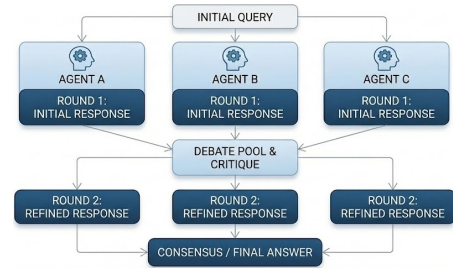 INITIAL QUERY
AGENT A
ROUND 1:
INITIAL RESPONSE
AGENT B
ROUND 1:
INITIAL RESPONSE
AGENT C
ROUND 1:
INITIAL RESPONSE
DEBATE POOL &
CRITIQUE
ROUND 2:
REFINED RESPONSE
ROUND 2:
REFINED RESPONSE
ROUND 2:
REFINED RESPONSE
CONSENSUS / FINAL ANSWER